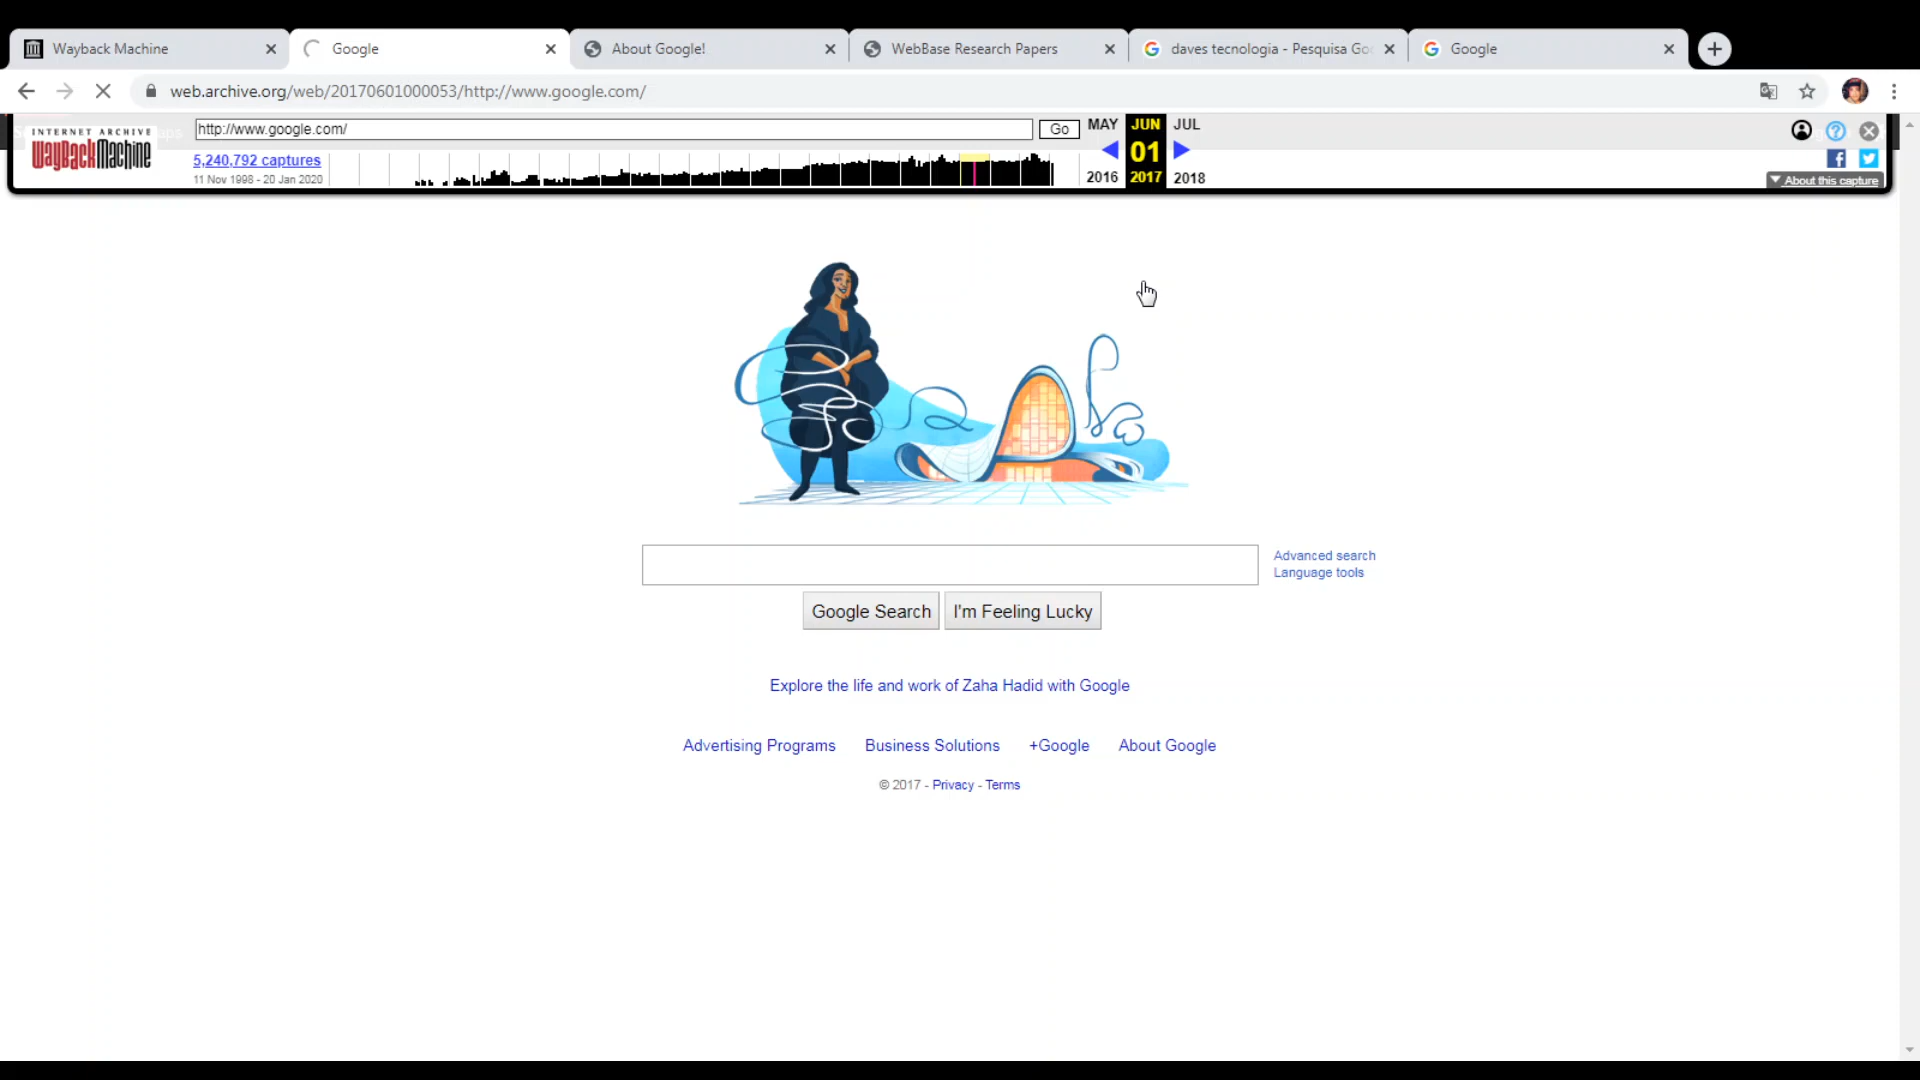 Wayback Machine
Google
About Google!
WebBase Research Papers
daves tecnologia - Pesquisa Go
Google
web.archive.org/web/20170601000053/http://www.google.com/
INTERNET ARCHIVE
WayBackMachine
http://www.google.com/
Go
MAY JUN JUL
5,240,792 captures
01
11 Nov 1998 - 20 Jan 2020
2016 2017 2018
About this capture
Advanced search
Language tools
Google Search
I'm Feeling Lucky
Explore the life and work of Zaha Hadid with Google
Advertising Programs
Business Solutions
+Google
About Google
© 2017 - Privacy - Terms